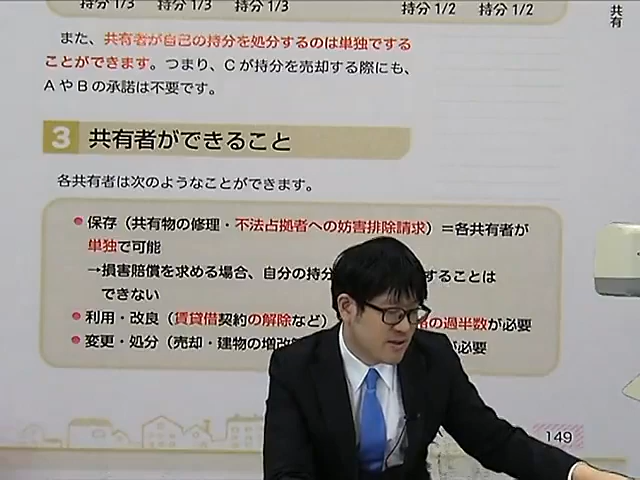 持分 1/3 持分 1/3 持分 1/3 持分 1/2 持分 1/2
共有
また、共有者が自己の持分を処分するのは単独でする
ことができます。つまり、Cが持分を売却する際にも、
AやBの承諾は不要です。
3 共有者ができること
各共有者は次のようなことができます。
●保存（共有物の修理・不法占拠者への妨害排除請求）＝各共有者が
単独で可能
→損害賠償を求める場合、自分の持分 することは
できない
●利用・改良（賃貸借契約の解除など） の過半数が必要
●変更・処分（売却・建物の増改 が必要
149